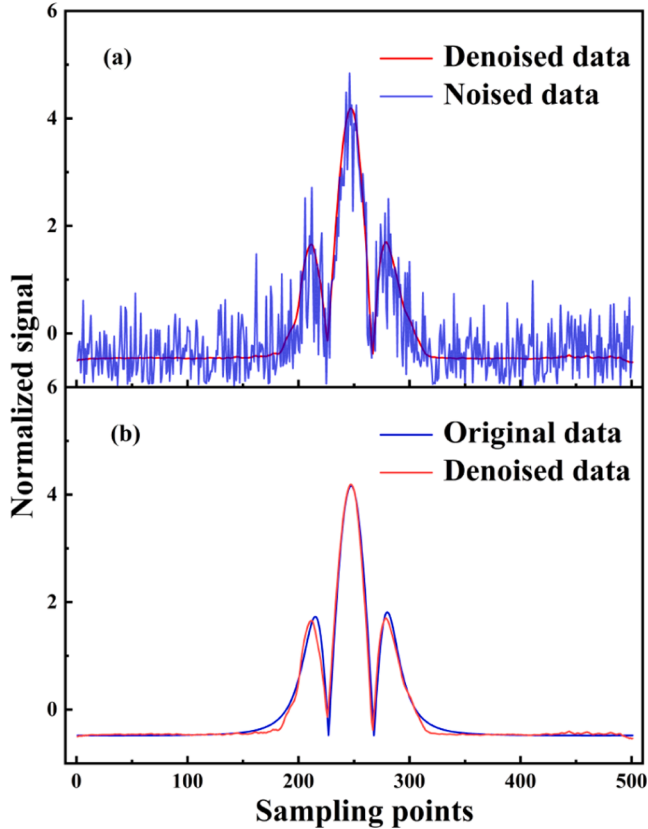 6
(a)
Denoised data
Noised data
4
2
0
6
(b)
Original data
Denoised data
4
2
0
Normalized signal
0 100 200 300 400 500
Sampling points